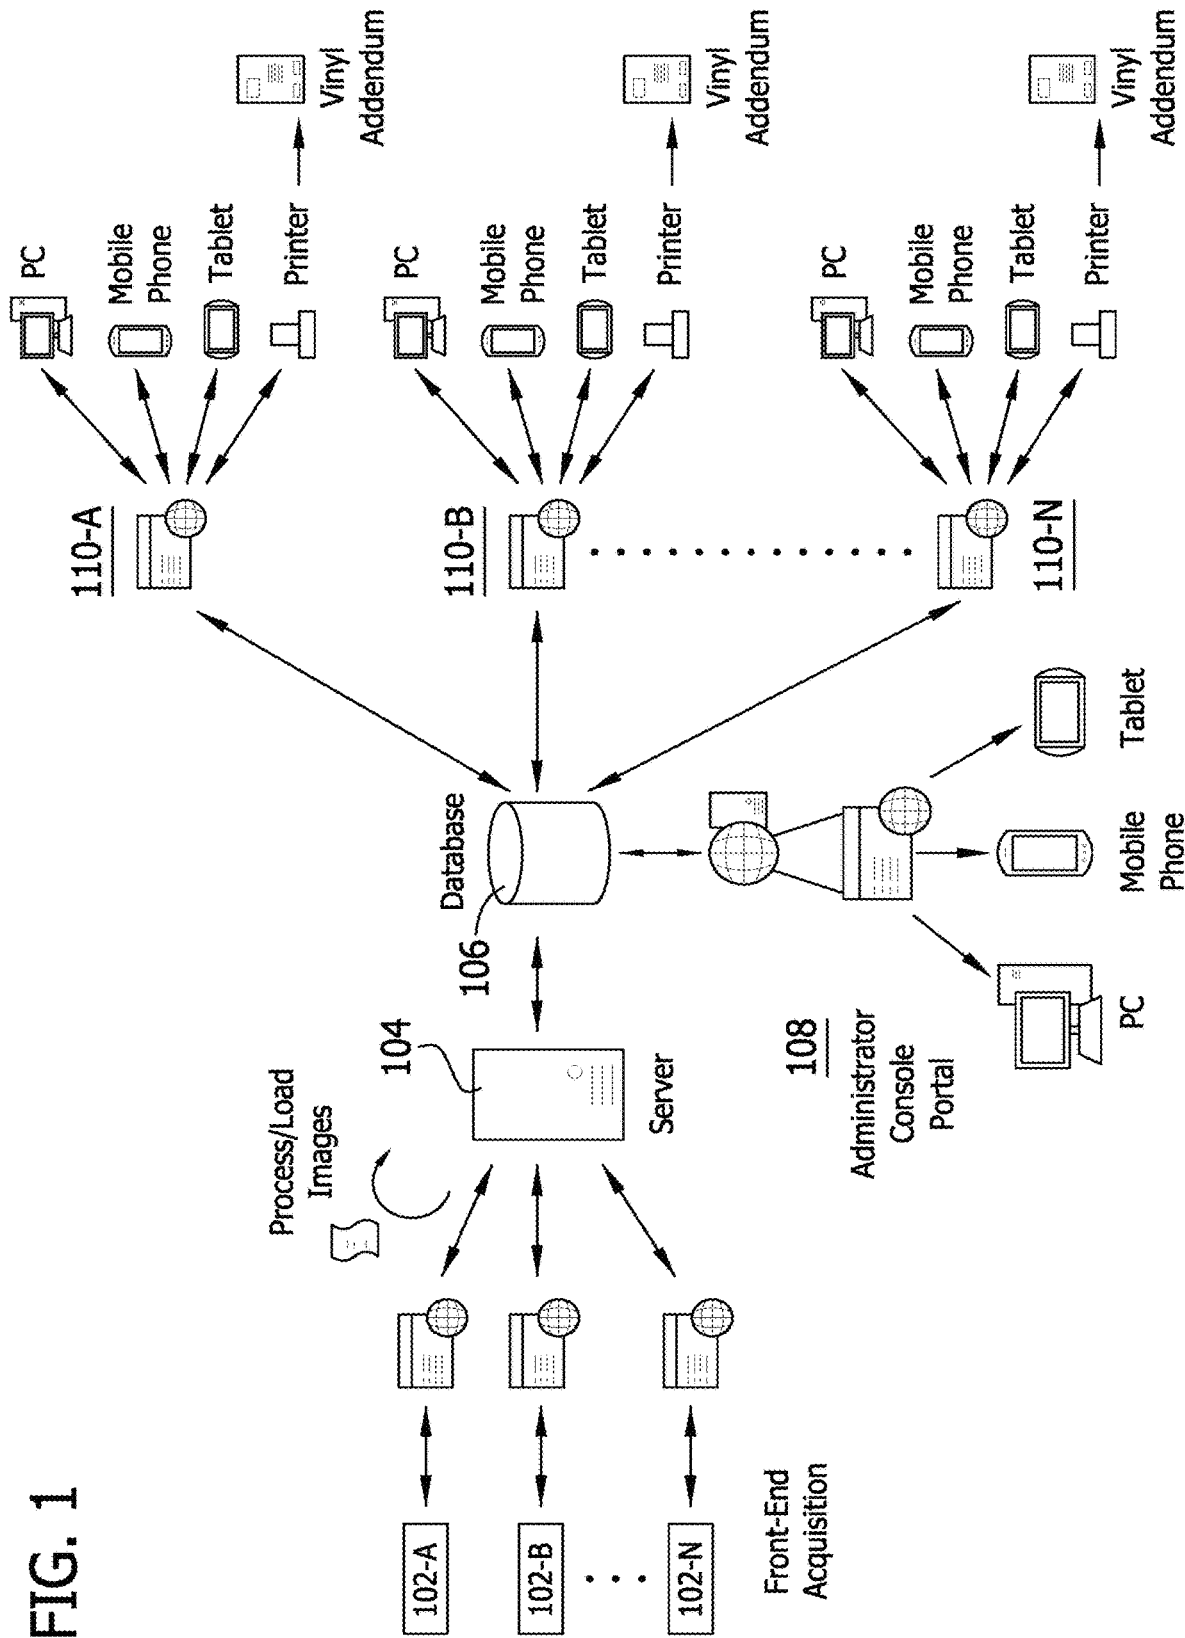 FIG. 1
102-A
102-B
102-N
Front-End
Acquisition
Process/Load
Images
104
Server
106
Database
108
Administrator
Console
Portal
PC
Mobile
Phone
Tablet
110-A
PC
Mobile
Phone
Tablet
Printer
Vinyl
Addendum
110-B
PC
Mobile
Phone
Tablet
Printer
Vinyl
Addendum
110-N
PC
Mobile
Phone
Tablet
Printer
Vinyl
Addendum